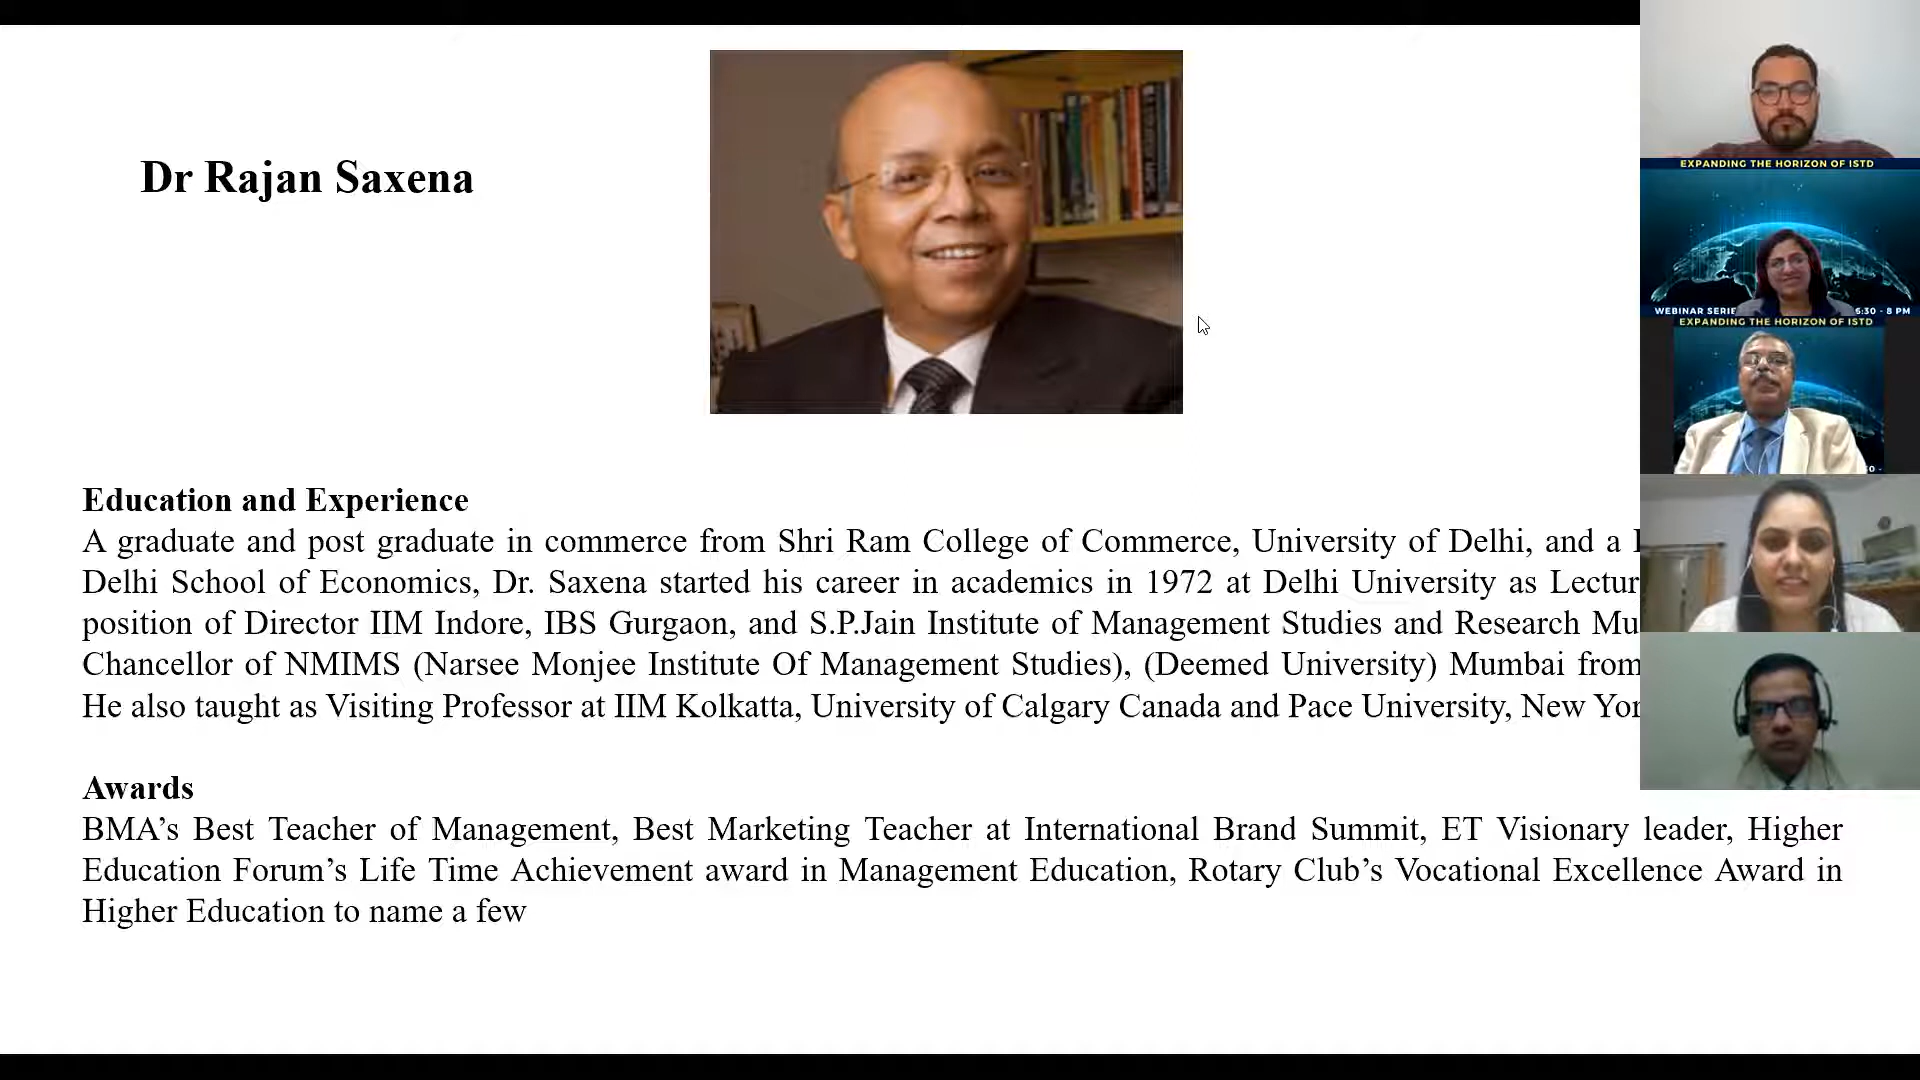 Dr Rajan Saxena
Education and Experience
A graduate and post graduate in commerce from Shri Ram College of Commerce, University of Delhi, and a
Delhi School of Economics, Dr. Saxena started his career in academics in 1972 at Delhi University as
position of Director IIM Indore, IBS Gurgaon, and S.P.Jain Institute of Management Studies and Research
Chancellor of NMIMS (Narsee Monjee Institute Of Management Studies), (Deemed University) Mumbai from
He also taught as Visiting Professor at IIM Kolkatta, University of Calgary Canada and Pace University, New
Awards
BMA’s Best Teacher of Management, Best Marketing Teacher at International Brand Summit, ET Visionary leader, Higher
Education Forum’s Life Time Achievement award in Management Education, Rotary Club’s Vocational Excellence Award in
Higher Education to name a few
EXPANDING THE HORIZON OF ISTD
WEBINAR 6:30 - 8 PM
EXPANDING THE HORIZON OF ISTD